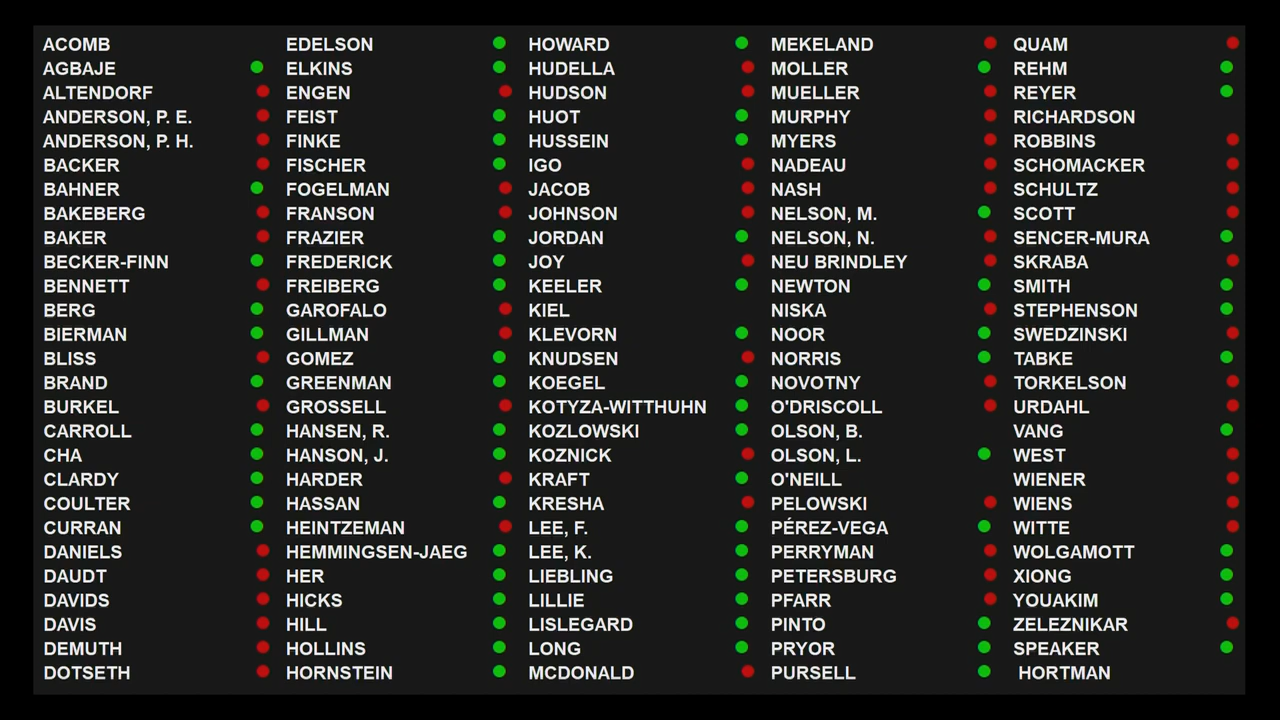 ACOMB
AGBAJE
ALTENDORF
ANDERSON, P. E.
ANDERSON, P. H.
BACKER
BAHNER
BAKEBERG
BAKER
BECKER-FINN
BENNETT
BERG
BIERMAN
BLISS
BRAND
BURKEL
CARROLL
CHA
CLARDY
COULTER
CURRAN
DANIELS
DAUDT
DAVIDS
DAVIS
DEMUTH
DOTSETH
EDELSON
ELKINS
ENGEN
FEIST
FINKE
FISCHER
FOGELMAN
FRANSON
FRAZIER
FREDERICK
FREIBERG
GAROFALO
GILLMAN
GOMEZ
GREENMAN
GROSSELL
HANSEN, R.
HANSON, J.
HARDER
HASSAN
HEINTZEMAN
HEMMINGSEN-JAEG
HER
HICKS
HILL
HOLLINS
HORNSTEIN
HOWARD
HUDELLA
HUDSON
HUOT
HUSSEIN
IGO
JACOB
JOHNSON
JORDAN
JOY
KEELER
KIEL
KLEVORN
KNUDSEN
KOEGEL
KOTYZA-WITTHUHN
KOZLOWSKI
KOZNICK
KRAFT
KRESHA
LEE, F.
LEE, K.
LIEBLING
LILLIE
LISLEGARD
LONG
MCDONALD
MEKELAND
MOLLER
MUELLER
MURPHY
MYERS
NADEAU
NASH
NELSON, M.
NELSON, N.
NEU BRINDLEY
NEWTON
NISKA
NOOR
NORRIS
NOVOTNY
O'DRISCOLL
OLSON, B.
OLSON, L.
O'NEILL
PELOWSKI
PÉREZ-VEGA
PERRYMAN
PETERSBURG
PFARR
PINTO
PRYOR
PURSELL
QUAM
REHM
REYER
RICHARDSON
ROBBINS
SCHOMACKER
SCHULTZ
SCOTT
SENCER-MURA
SKRABA
SMITH
STEPHENSON
SWEDZINSKI
TABKE
TORKELSON
URDAHL
VANG
WEST
WIENER
WIENS
WITTE
WOLGAMOTT
XIONG
YOUAKIM
ZELEZNIKAR
SPEAKER
HORTMAN